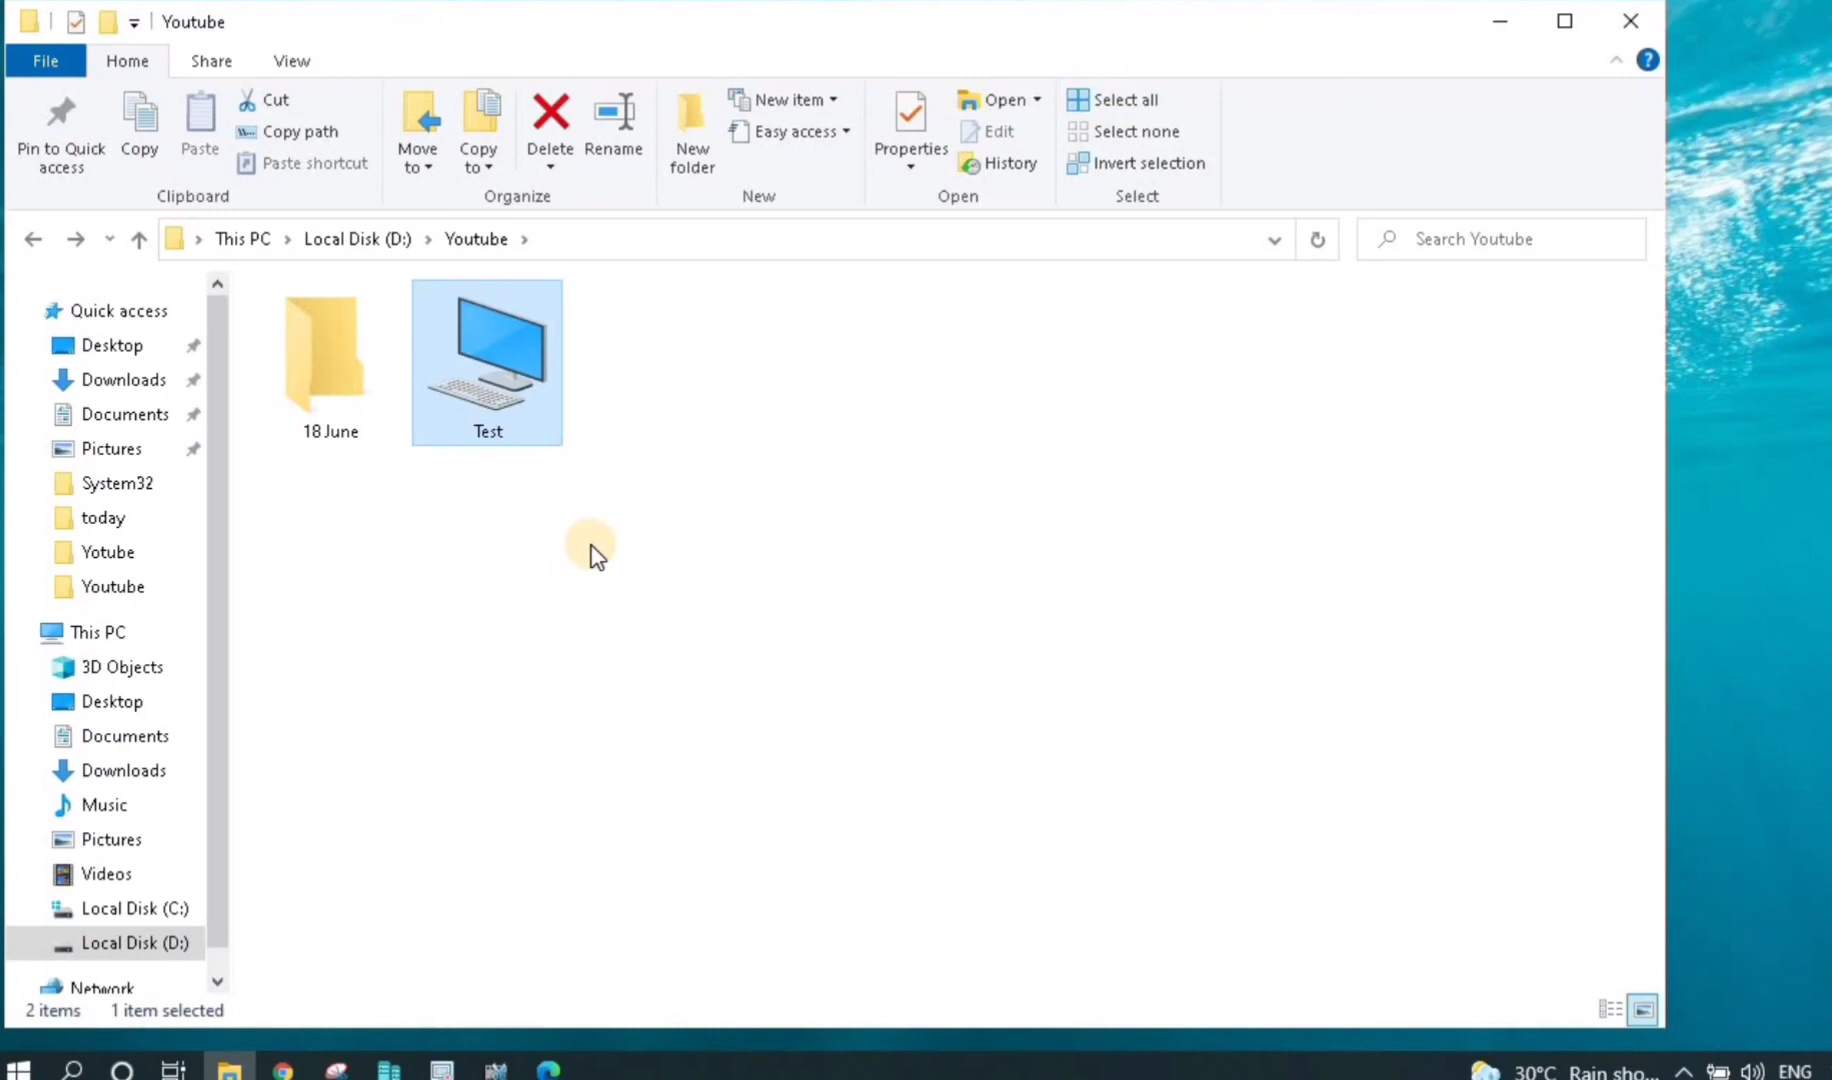 Youtube
File Home Share View
Pin to Quick access
Copy
Paste
Cut
Copy path
Paste shortcut
Clipboard
Move to
Copy to
Delete
Rename
Organize
New folder
New item
Easy access
New
Properties
Open
Edit
History
Open
Select all
Select none
Invert selection
Select
This PC > Local Disk (D:) > Youtube >
Search Youtube
Quick access
Desktop
Downloads
Documents
Pictures
System32
today
Yotube
Youtube
This PC
3D Objects
Desktop
Documents
Downloads
Music
Pictures
Videos
Local Disk (C:)
Local Disk (D:)
Network
18 June
Test
2 items 1 item selected
30°C Rain sho... ENG